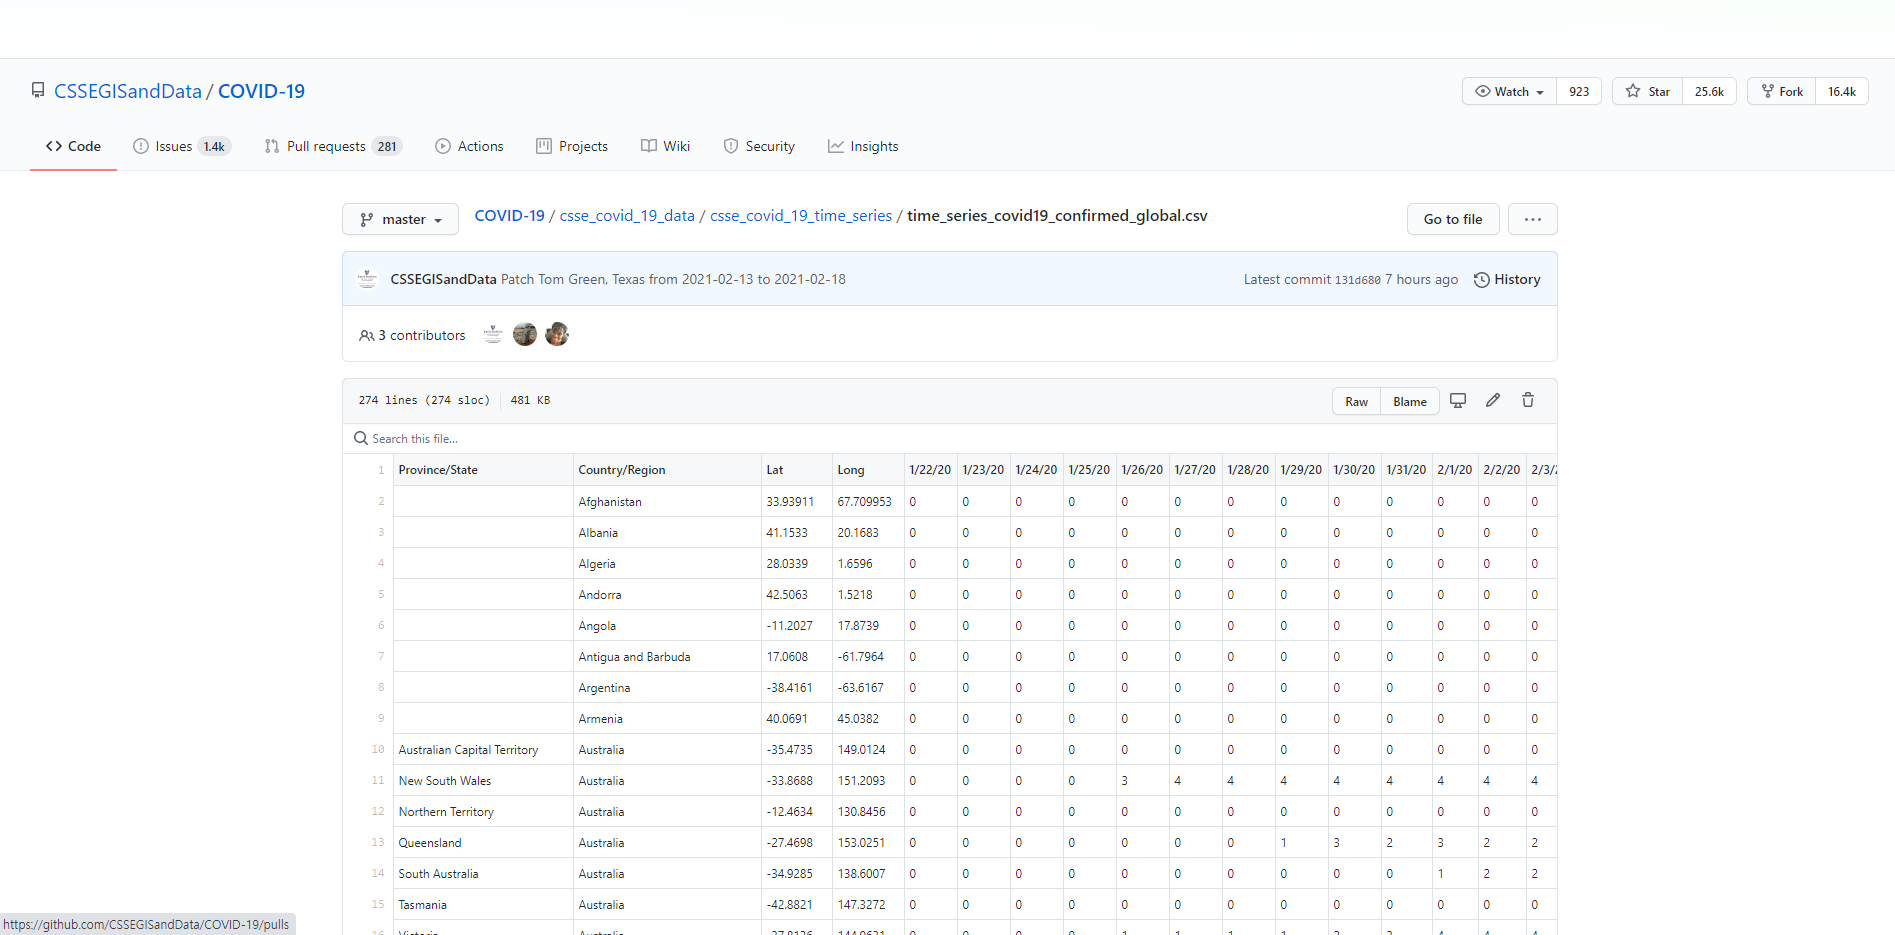 CSSEGISandData / COVID-19
Watch 923 Star 25.6k Fork 16.4k
Code Issues 1.4k Pull requests 281 Actions Projects Wiki Security Insights
master COVID-19 / csse_covid_19_data / csse_covid_19_time_series / time_series_covid19_confirmed_global.csv Go to file ...
CSSEGISandData Patch Tom Green, Texas from 2021-02-13 to 2021-02-18 Latest commit 131d680 7 hours ago History
3 contributors
274 lines (274 sloc) 481 KB Raw Blame
Search this file...
1 Province/State Country/Region Lat Long 1/22/20 1/23/20 1/24/20 1/25/20 1/26/20 1/27/20 1/28/20 1/29/20 1/30/20 1/31/20 2/1/20 2/2/20 2/3/2
2 Afghanistan 33.93911 67.709953 0 0 0 0 0 0 0 0 0 0 0 0 0
3 Albania 41.1533 20.1683 0 0 0 0 0 0 0 0 0 0 0 0 0
4 Algeria 28.0339 1.6596 0 0 0 0 0 0 0 0 0 0 0 0 0
5 Andorra 42.5063 1.5218 0 0 0 0 0 0 0 0 0 0 0 0 0
6 Angola -11.2027 17.8739 0 0 0 0 0 0 0 0 0 0 0 0 0
7 Antigua and Barbuda 17.0608 -61.7964 0 0 0 0 0 0 0 0 0 0 0 0 0
8 Argentina -38.4161 -63.6167 0 0 0 0 0 0 0 0 0 0 0 0 0
9 Armenia 40.0691 45.0382 0 0 0 0 0 0 0 0 0 0 0 0 0
10 Australian Capital Territory Australia -35.4735 149.0124 0 0 0 0 0 0 0 0 0 0 0 0 0
11 New South Wales Australia -33.8688 151.2093 0 0 0 0 3 4 4 4 4 4 4 4 4
12 Northern Territory Australia -12.4634 130.8456 0 0 0 0 0 0 0 0 0 0 0 0 0
13 Queensland Australia -27.4698 153.0251 0 0 0 0 0 0 0 1 3 2 3 2 2
14 South Australia Australia -34.9285 138.6007 0 0 0 0 0 0 0 0 0 0 1 2 2
15 Tasmania Australia -42.8821 147.3272 0 0 0 0 0 0 0 0 0 0 0 0 0
https://github.com/CSSEGISandData/COVID-19/pulls